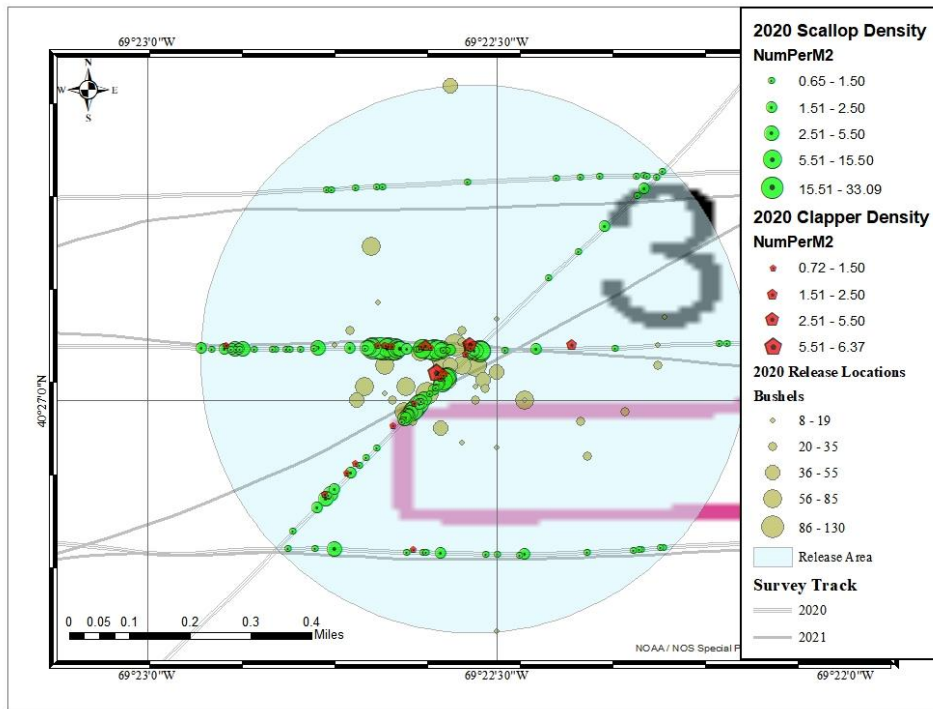 69°23'0"W
69°22'30"W
N
W
E
S
3
40°27'0"N
0 0.05 0.1 0.2 0.3 0.4
Miles
NOAA / NOS Special P
69°23'0"W
69°22'30"W
69°22'0"W
2020 Scallop Density
NumPerM2
0.65 - 1.50
1.51 - 2.50
2.51 - 5.50
5.51 - 15.50
15.51 - 33.09
2020 Clapper Density
NumPerM2
0.72 - 1.50
1.51 - 2.50
2.51 - 5.50
5.51 - 6.37
2020 Release Locations
Bushels
8 - 19
20 - 35
36 - 55
56 - 85
86 - 130
Release Area
Survey Track
2020
2021